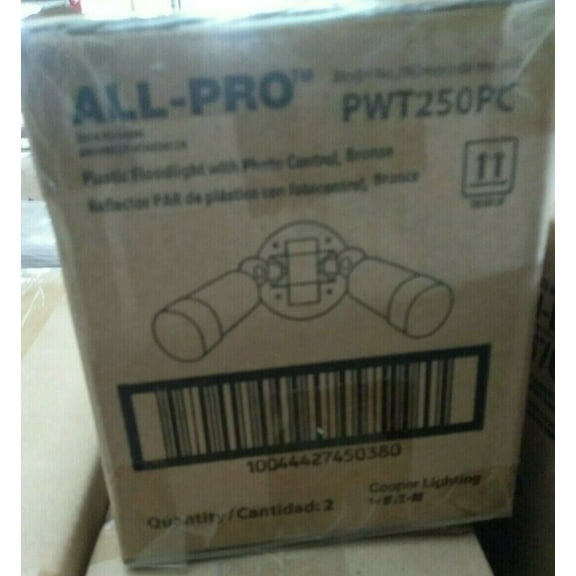 ALL-PRO™
PWT250PC
Plastic Floodlight with Photo Control, Bronze
Reflector PAR de plástico con fotocontrol, Bronce
10044427450380
Quantity/Cantidad: 2
Cooper Lighting
by E·T·N